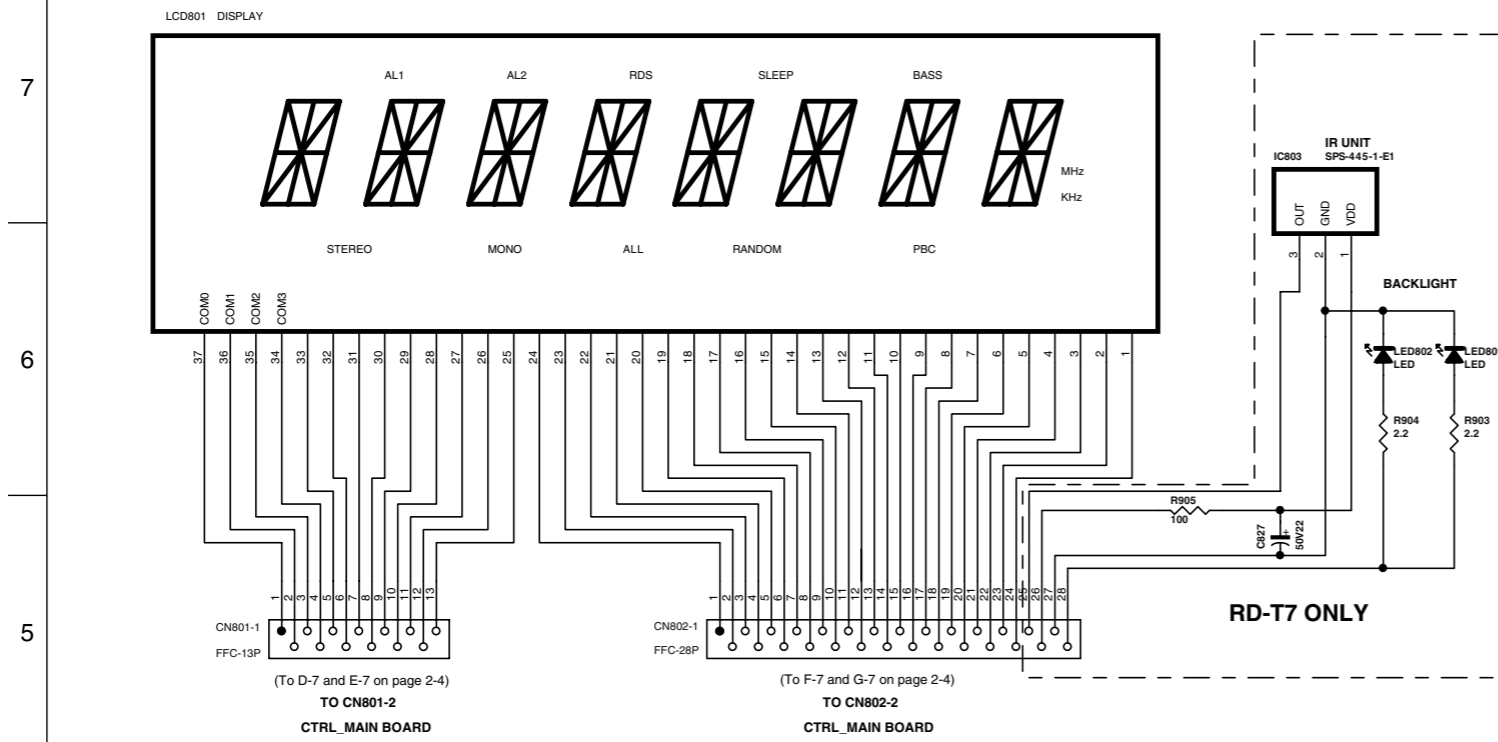 LCD801 DISPLAY
7
AL1 AL2 RDS SLEEP BASS
IR UNIT
IC803 SPS-445-1-E1
MHz
KHz
OUT GND VDD
STEREO MONO ALL RANDOM PBC
3 2 1
BACKLIGHT
COM0 COM1 COM2 COM3
6
37 36 35 34 33 32 31 30 29 28 27 26 25 24 23 22 21 20 19 18 17 16 15 14 13 12 11 10 9 8 7 6 5 4 3 2 1
LED802 LED80
LED LED
R904 R903
2.2 2.2
R905
100
C827 + 50V22
1 2 3 4 5 6 7 8 9 10 11 12 13
1 2 3 4 5 6 7 8 9 10 11 12 13 14 15 16 17 18 19 20 21 22 23 24 25 26 27 28
RD-T7 ONLY
5
CN801-1 CN802-1
FFC-13P FFC-28P
(To D-7 and E-7 on page 2-4) (To F-7 and G-7 on page 2-4)
TO CN801-2 TO CN802-2
CTRL_MAIN BOARD CTRL_MAIN BOARD